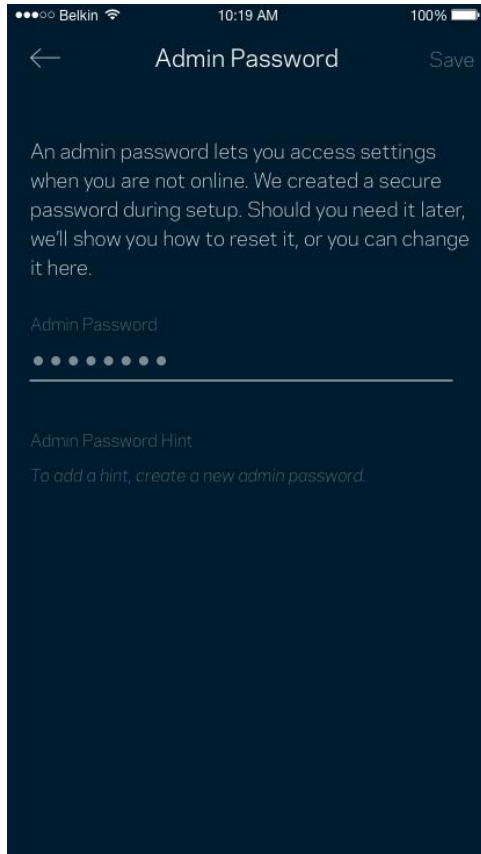 Belkin 10:19 AM 100%
Admin Password Save
An admin password lets you access settings
when you are not online. We created a secure
password during setup. Should you need it later,
we'll show you how to reset it, or you can change
it here.
Admin Password
●●●●●●●●
Admin Password Hint
To add a hint, create a new admin password.